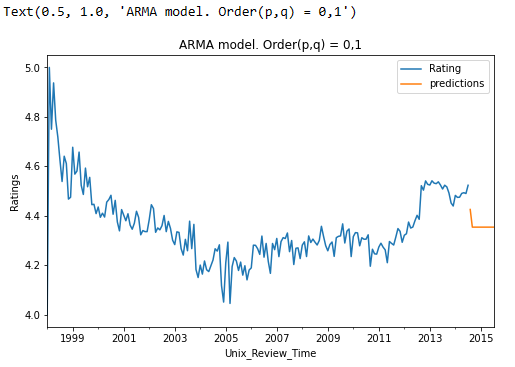 Text(0.5, 1.0, 'ARMA model. Order(p,q) = 0,1')
ARMA model. Order(p,q) = 0,1
Rating
predictions
5.0
4.8
4.6
4.4
4.2
4.0
Ratings
1999 2001 2003 2005 2007 2009 2011 2013 2015
Unix_Review_Time